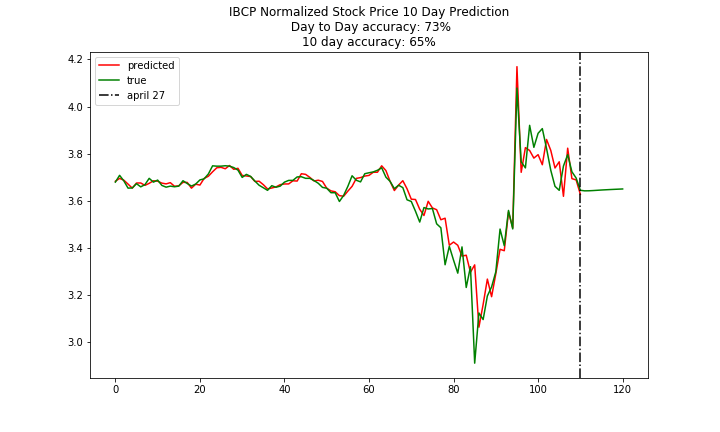 IBCP Normalized Stock Price 10 Day Prediction
Day to Day accuracy: 73%
10 day accuracy: 65%
predicted
true
april 27
4.2
4.0
3.8
3.6
3.4
3.2
3.0
0 20 40 60 80 100 120